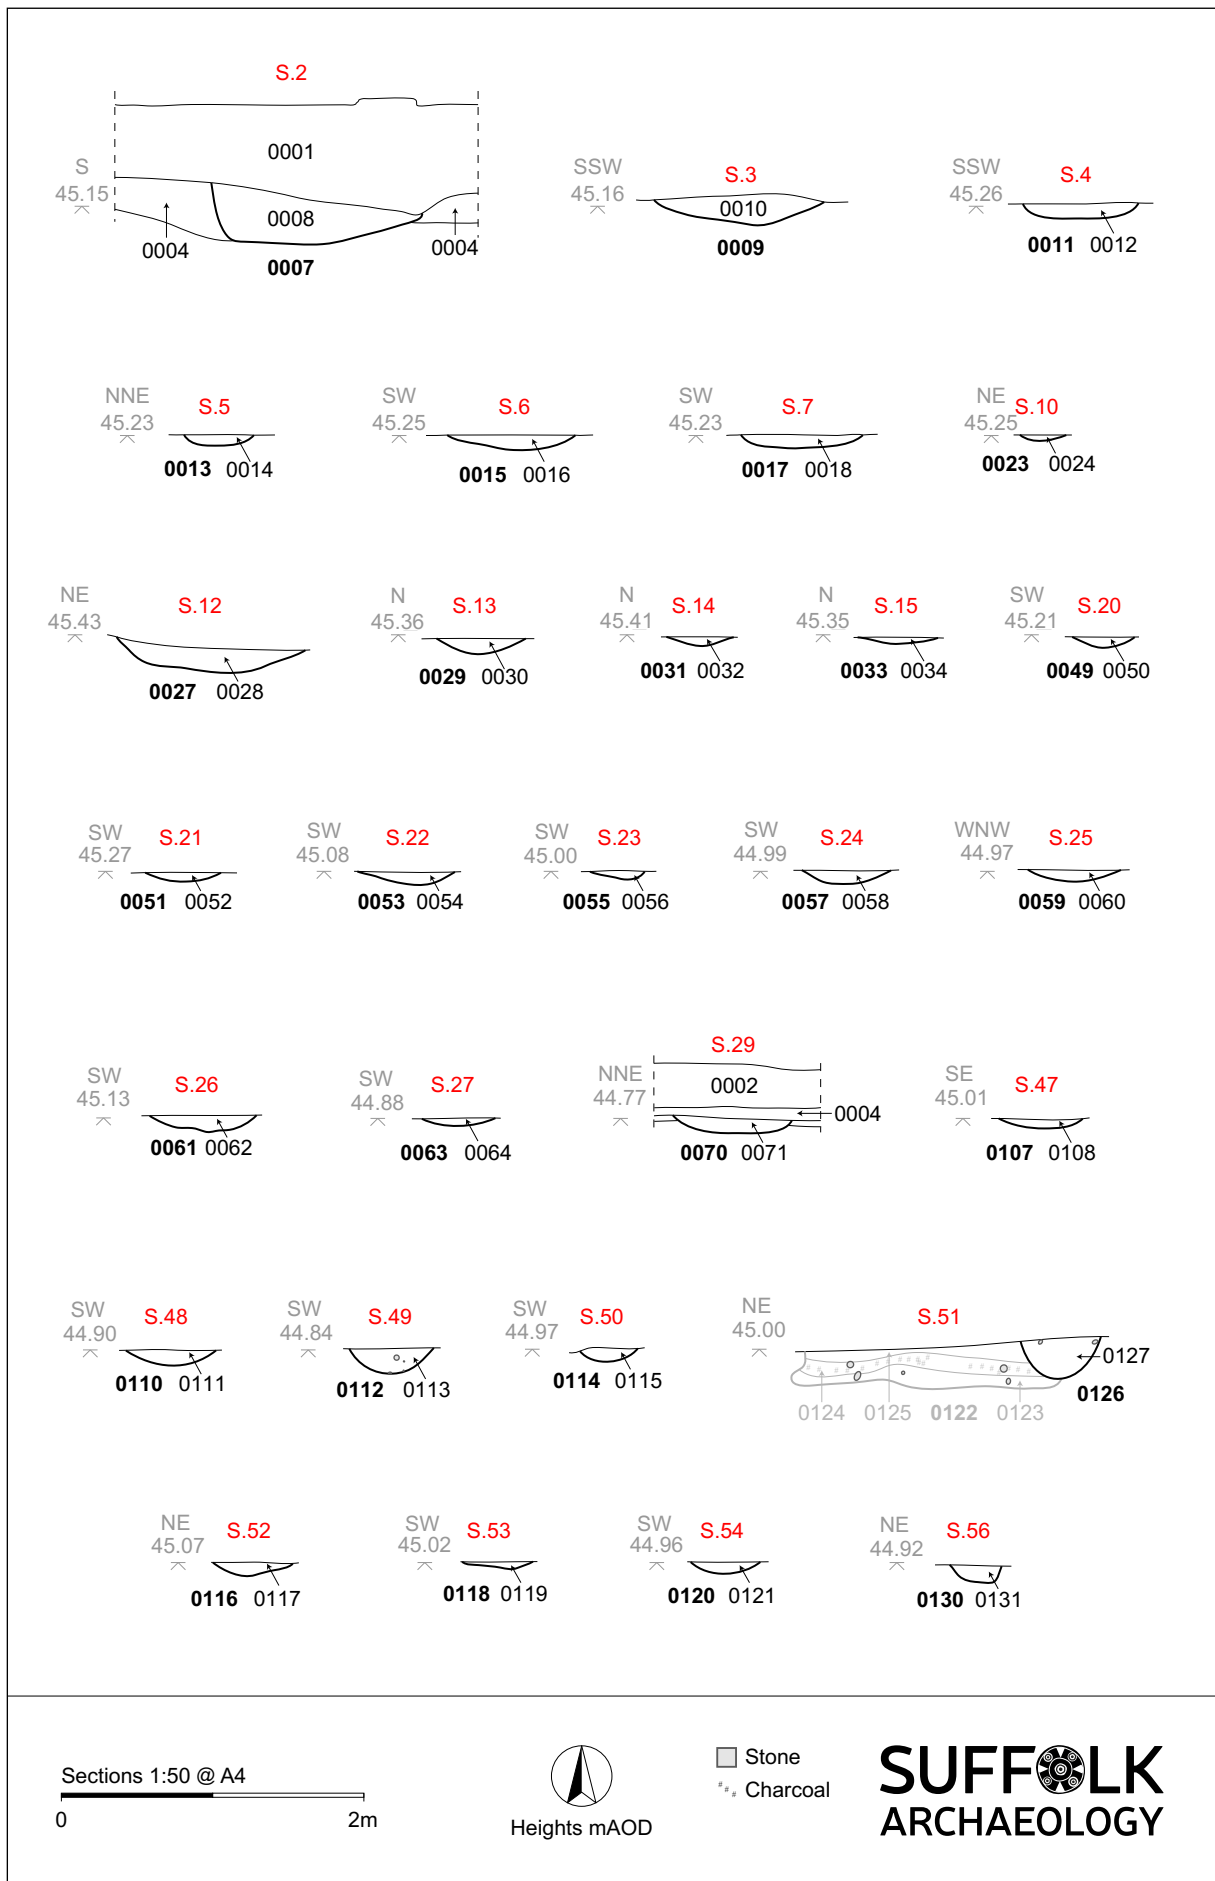 S.2
0001
S
45.15
0008
0004
0004
0007
SSW
45.16
S.3
0010
0009
SSW
45.26
S.4
0011 0012
NNE
45.23
S.5
0013 0014
SW
45.25
S.6
0015 0016
SW
45.23
S.7
0017 0018
NE
45.25
S.10
0023 0024
NE
45.43
S.12
0027 0028
N
45.36
S.13
0029 0030
N
45.41
S.14
0031 0032
N
45.35
S.15
0033 0034
SW
45.21
S.20
0049 0050
SW
45.27
S.21
0051 0052
SW
45.08
S.22
0053 0054
SW
45.00
S.23
0055 0056
SW
44.99
S.24
0057 0058
WNW
44.97
S.25
0059 0060
SW
45.13
S.26
0061 0062
SW
44.88
S.27
0063 0064
NNE
44.77
S.29
0002
0004
0070 0071
SE
45.01
S.47
0107 0108
SW
44.90
S.48
0110 0111
SW
44.84
S.49
0112 0113
SW
44.97
S.50
0114 0115
NE
45.00
S.51
0127
0126
0124 0125 0122 0123
NE
45.07
S.52
0116 0117
SW
45.02
S.53
0118 0119
SW
44.96
S.54
0120 0121
NE
44.92
S.56
0130 0131
Sections 1:50 @ A4
0 2m
Heights mAOD
Stone
Charcoal
SUFFOLK
ARCHAEOLOGY